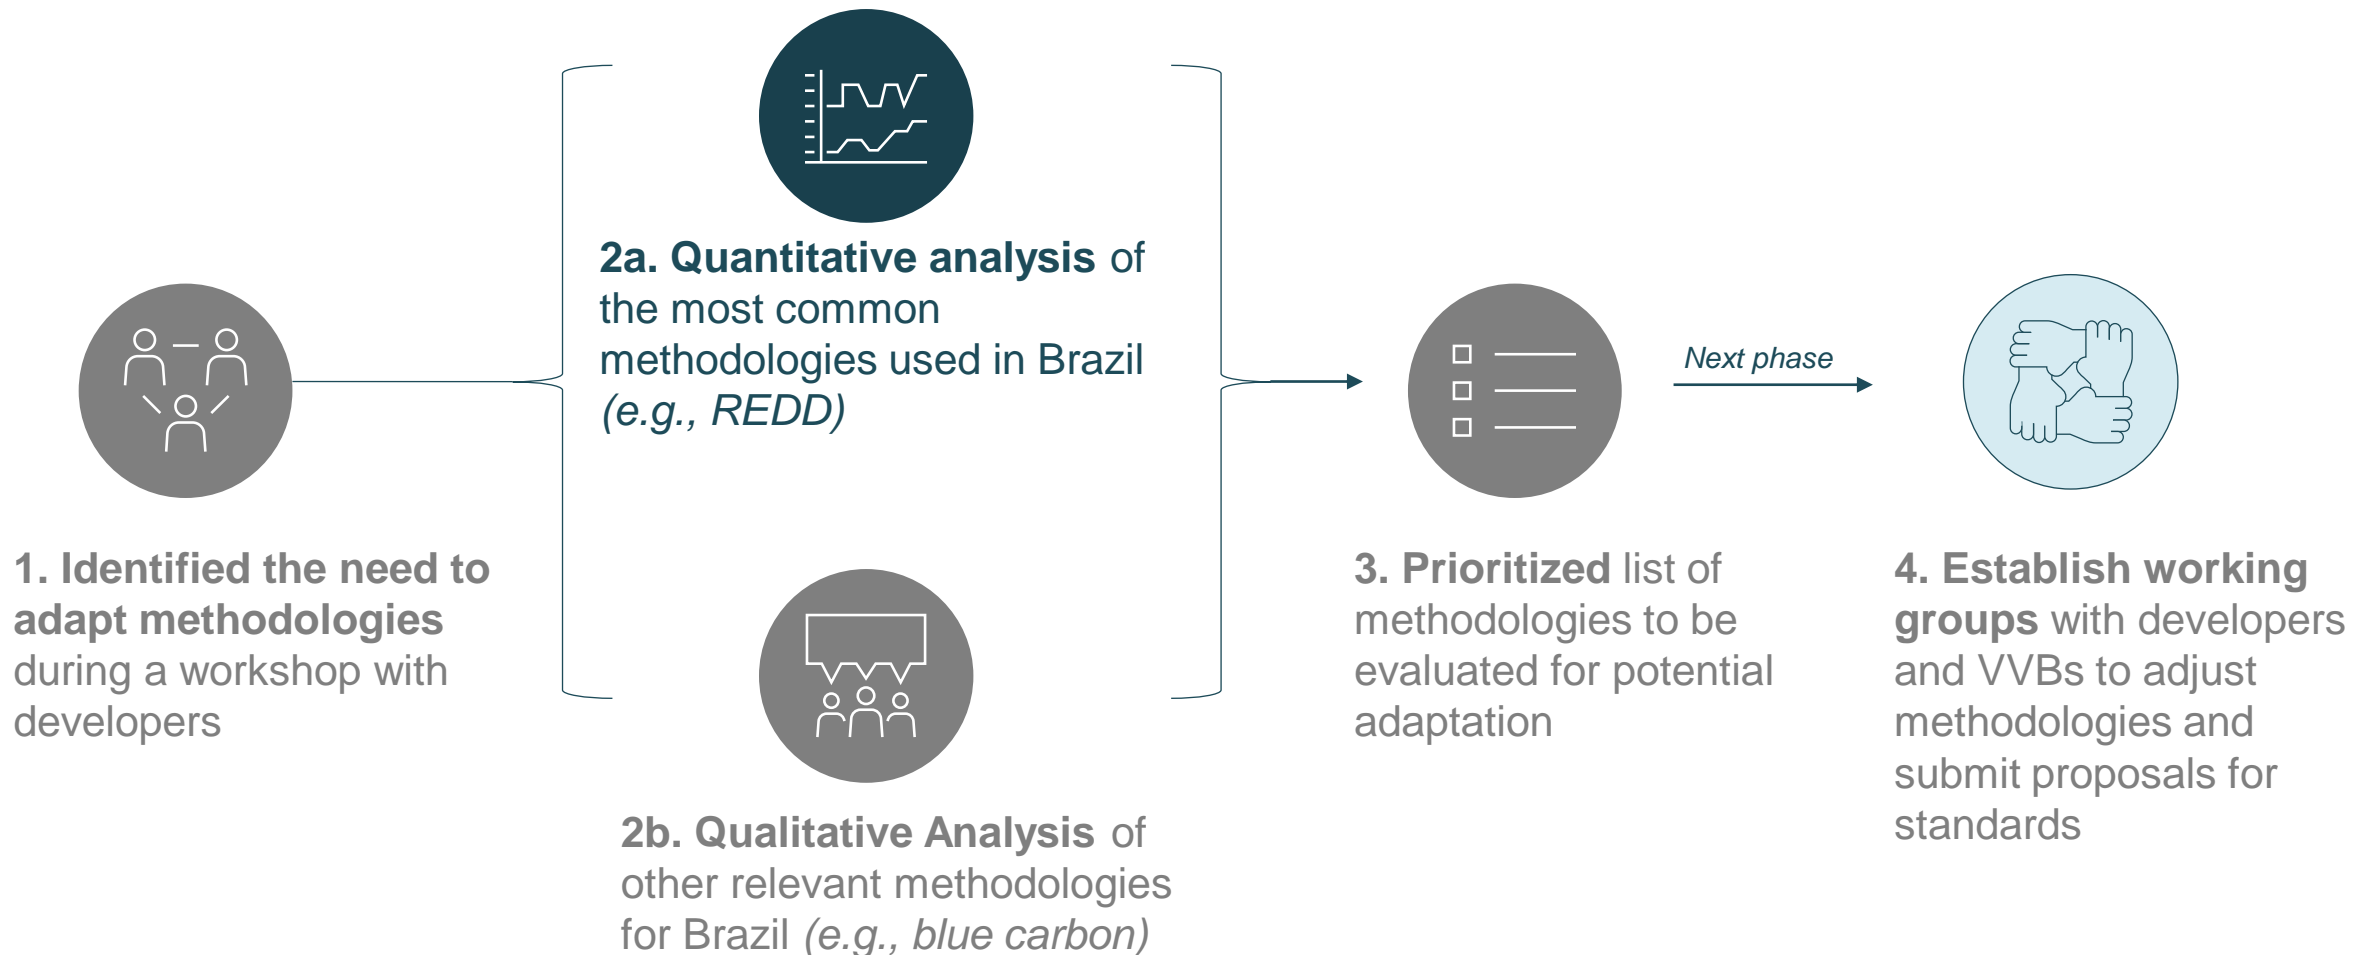 1. Identified the need to
adapt methodologies
during a workshop with
developers
2a. Quantitative analysis of
the most common
methodologies used in Brazil
(e.g., REDD)
2b. Qualitative Analysis of
other relevant methodologies
for Brazil (e.g., blue carbon)
3. Prioritized list of
methodologies to be
evaluated for potential
adaptation
Next phase
4. Establish working
groups with developers
and VVBs to adjust
methodologies and
submit proposals for
standards